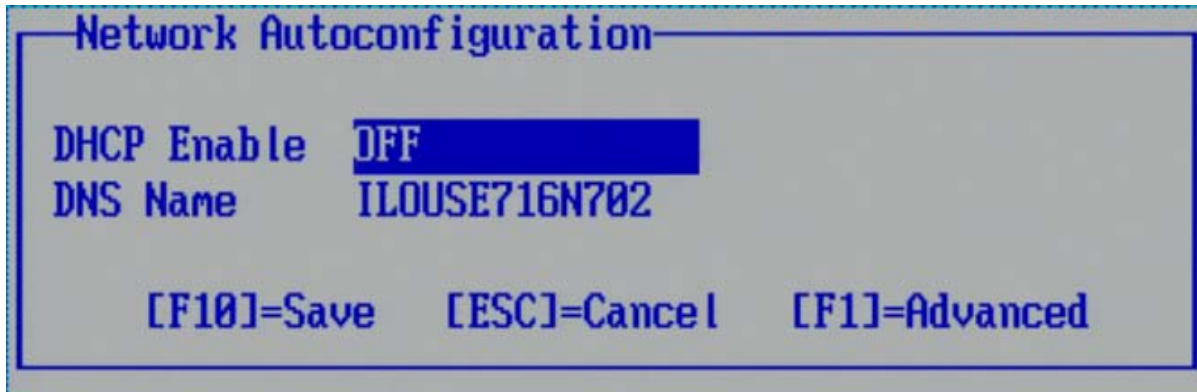 Network Autoconfiguration
DHCP Enable OFF
DNS Name ILOUSE716N702
[F10]=Save [ESC]=Cancel [F1]=Advanced